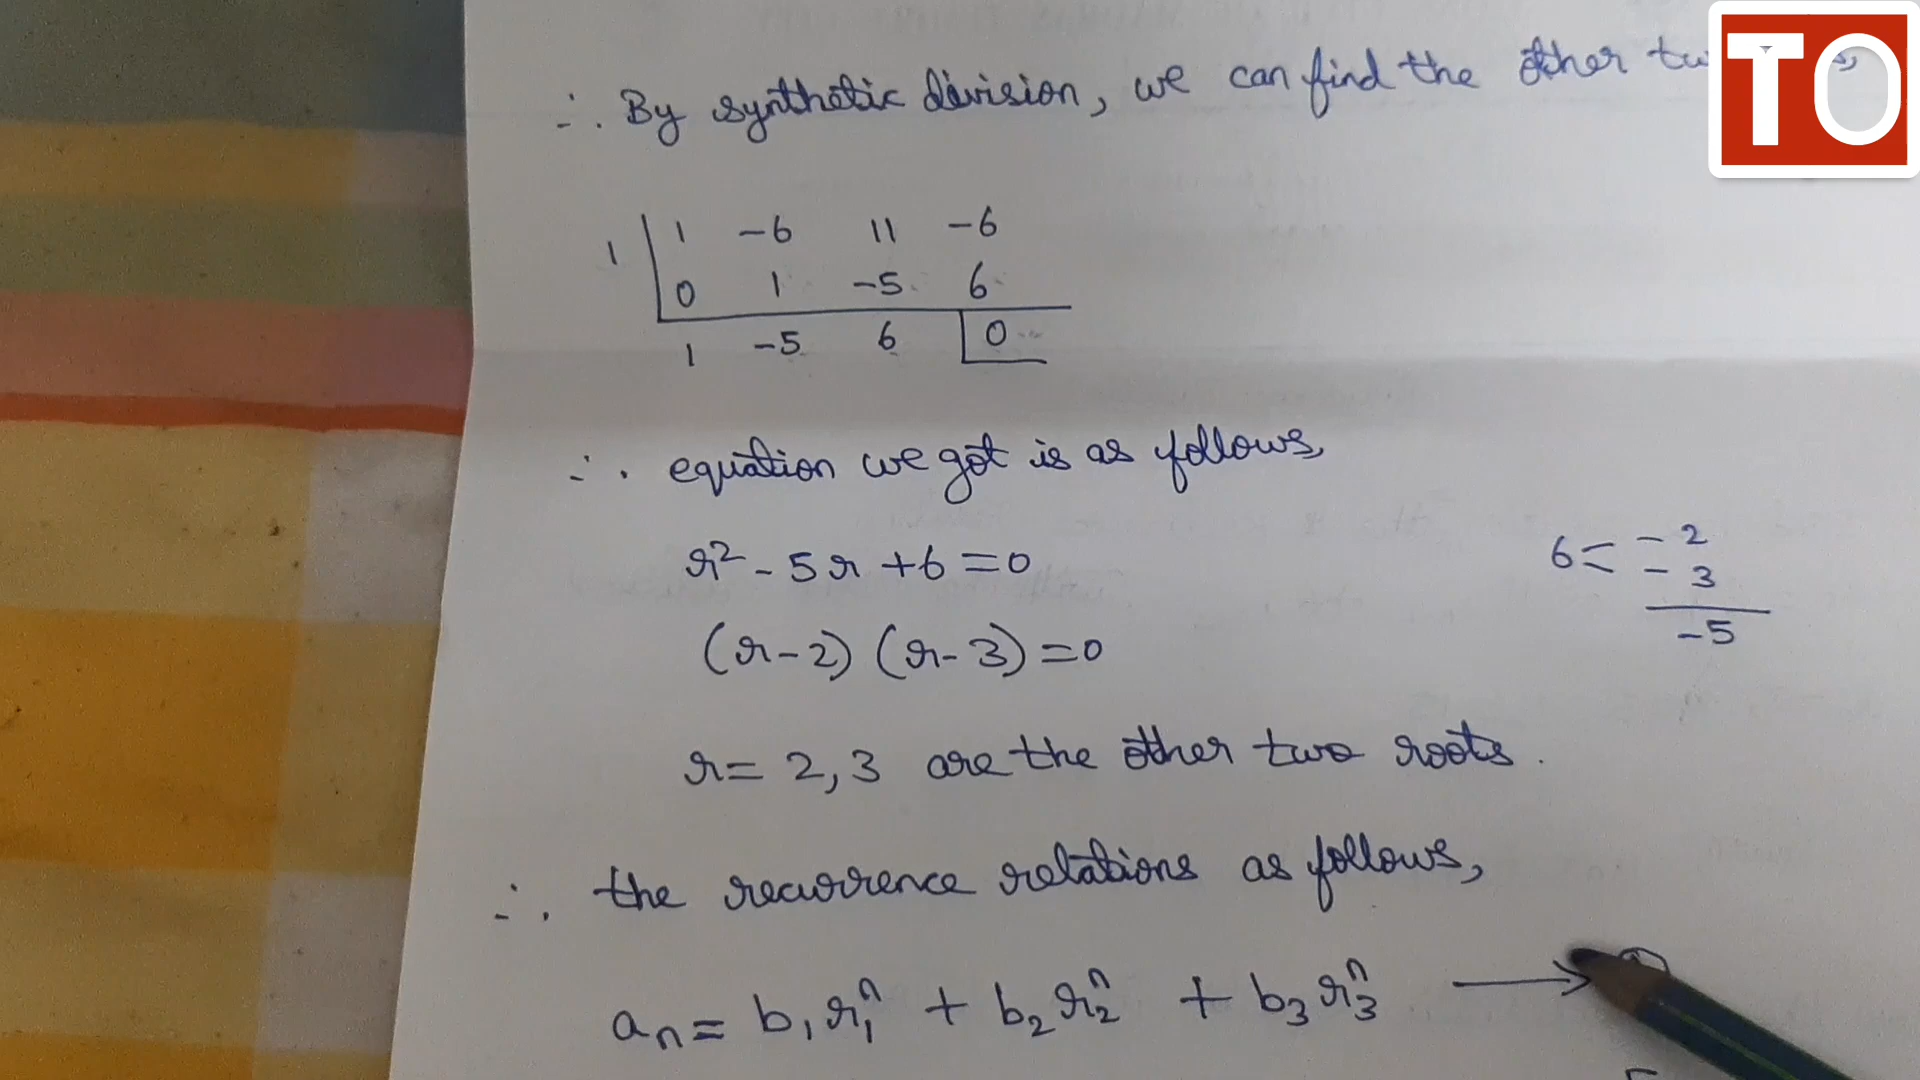 ∴ By synthetic division, we can find the other
TO
1 | 1 -6 11 -6
0 1 -5 6
1 -5 6 | 0
∴ equation we got is as follows,
r² - 5r + 6 = 0
6 < - 2
- 3
-5
(r-2) (r-3) = 0
r = 2, 3 are the other two roots.
∴ the recurrence relations as follows,
aₙ = b₁r₁ⁿ + b₂r₂ⁿ + b₃r₃ⁿ →